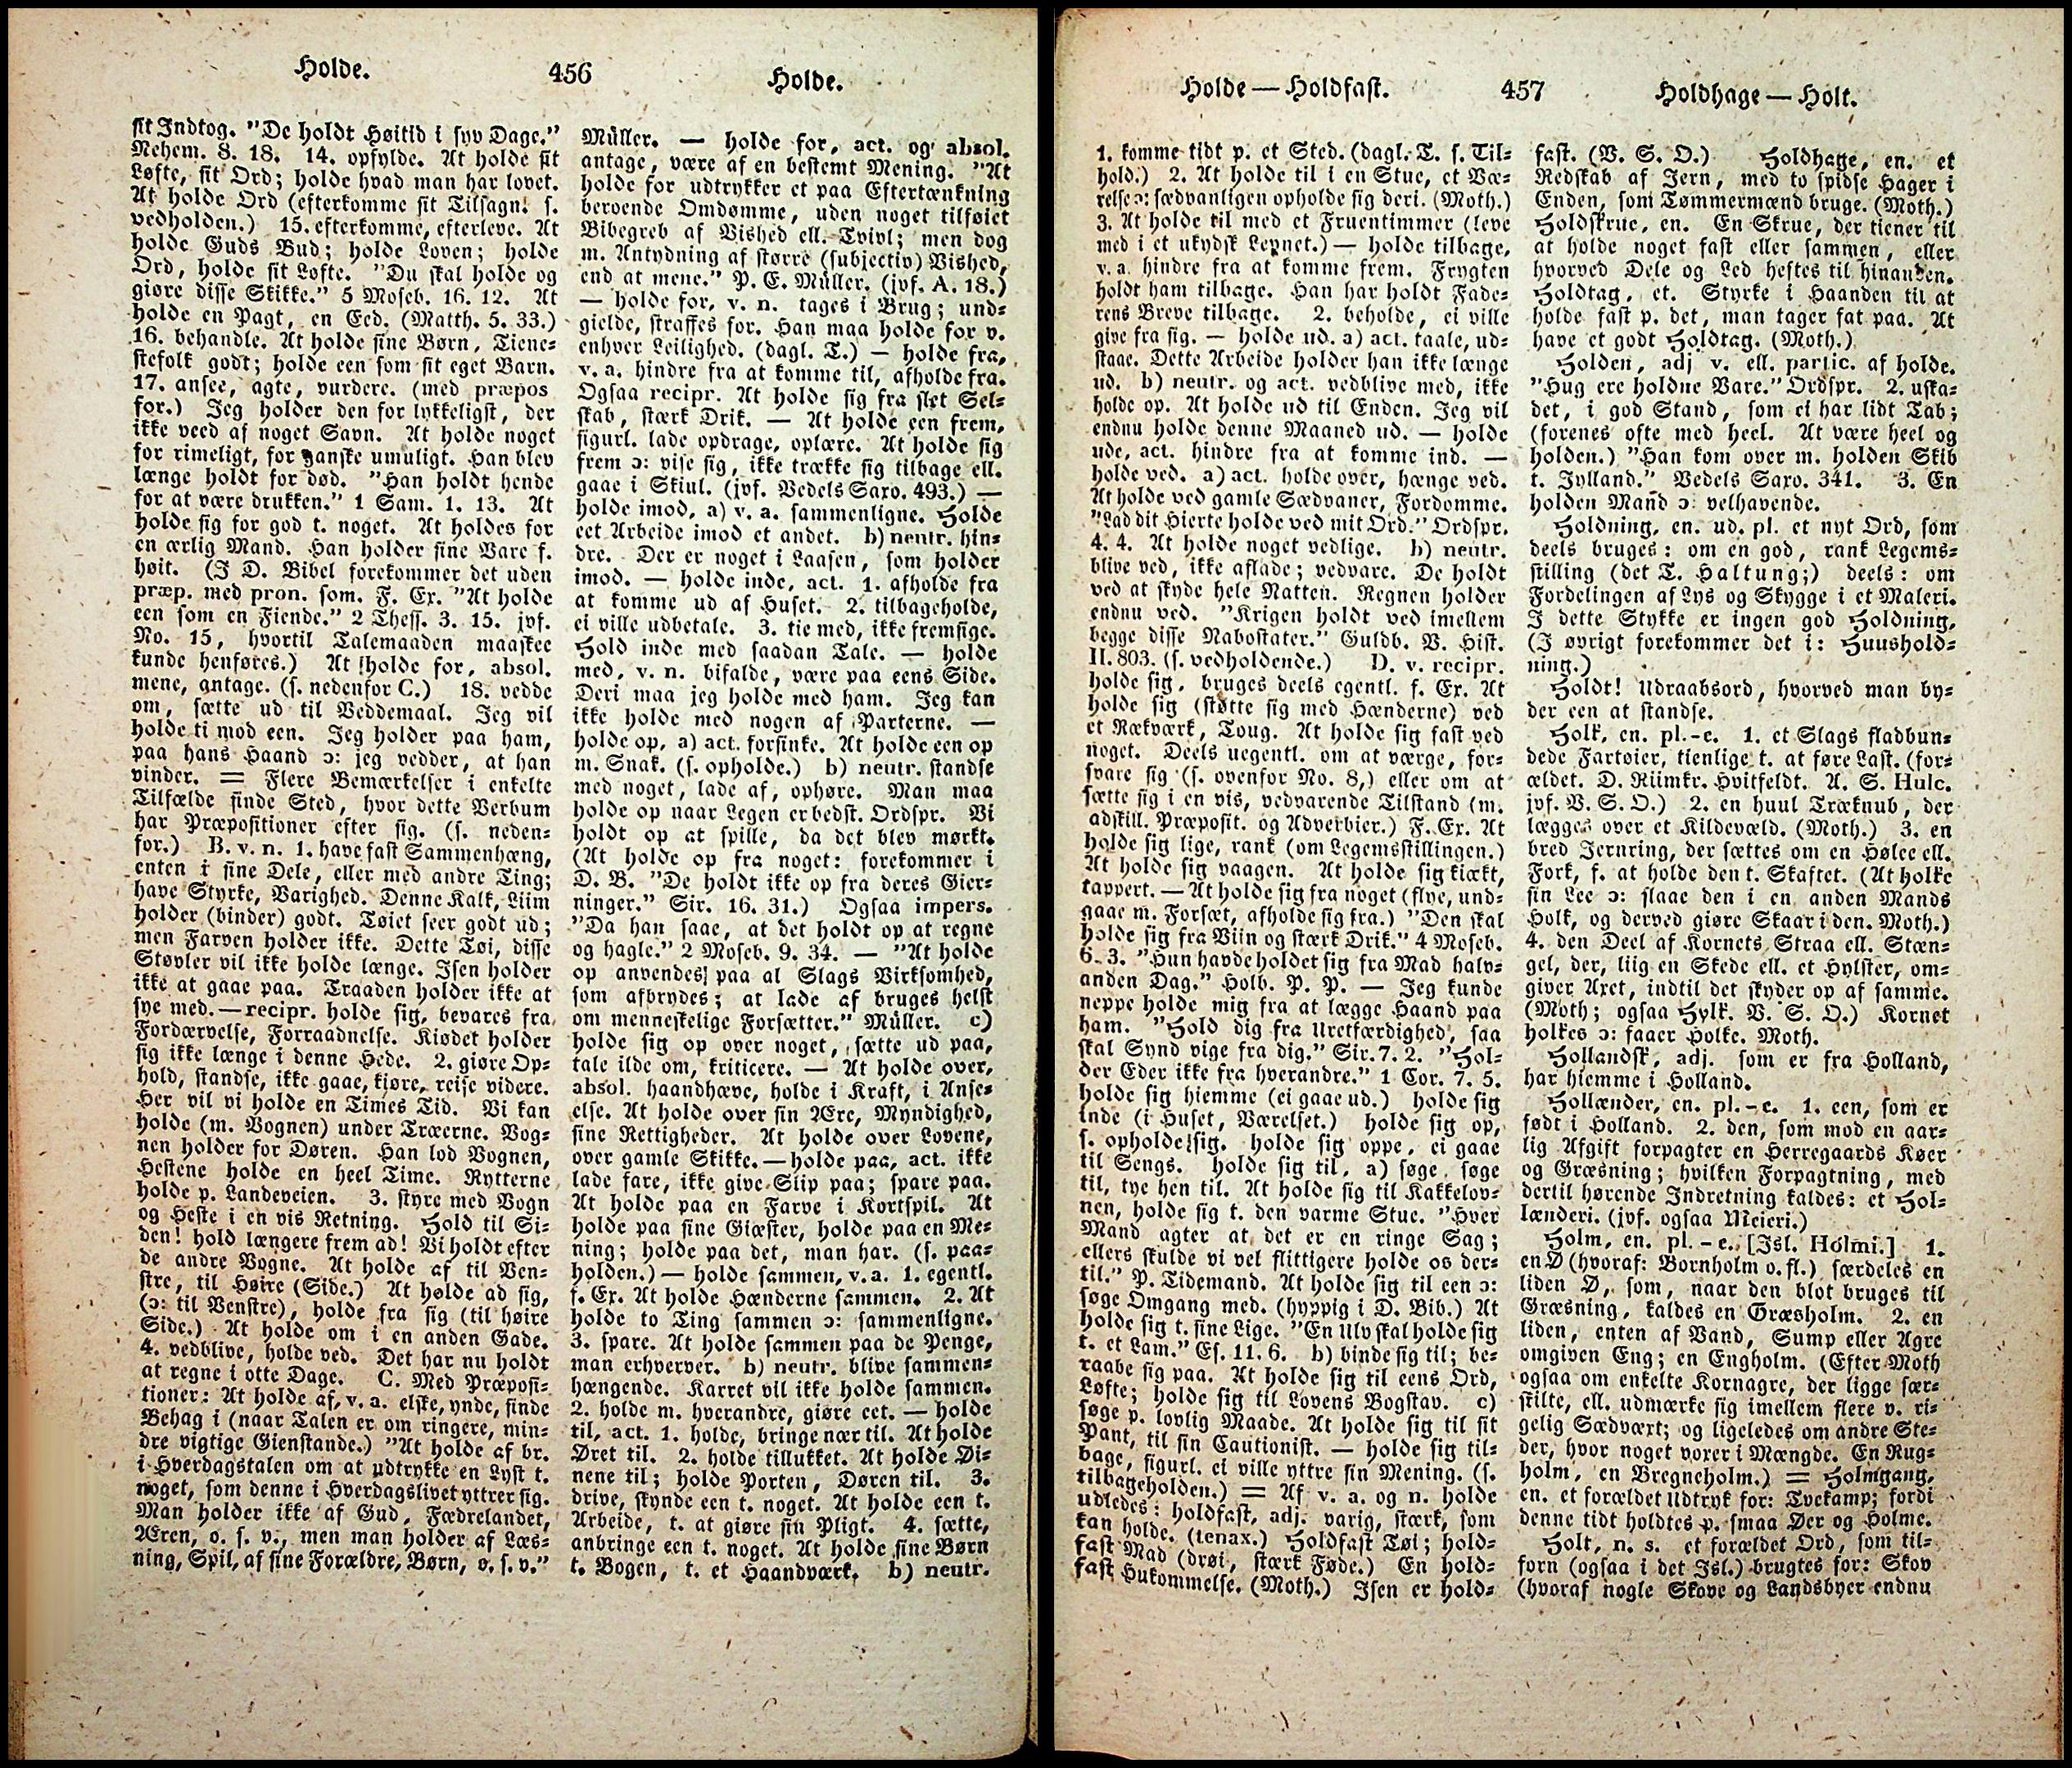 Holde.
456
Holde.
sit Indtog. "De holdt Høitid i syv Dage."
Nehem. 8. 18. 14. opfylde. At holde sit
Løfte, sit Ord; holde hvad man har lovet.
At holde Ord (efterkomme sit Tilsagn. s.
vedholden.) 15. efterkomme, efterleve. At
holde Guds Bud; holde Loven; holde
Ord, holde sit Løfte. "Du skal holde og
giøre disse Skikke." 5 Moseb. 16. 12. At
holde en Pagt, en Eed. (Matth. 5. 33.)
16. behandle. At holde sine Børn, Tiene=
stefolk godt; holde een som sit eget Barn.
17. ansee, agte, vurdere. (med præpos
for.) Jeg holder den for lykkeligst, der
ikke veed af noget Savn. At holde noget
for rimeligt, for ganske umuligt. Han blev
længe holdt for død. "Han holdt hende
for at være drukken." 1 Sam. 1. 13. At
holde sig for god t. noget. At holdes for
en ærlig Mand. Han holder sine Vare f.
høit. (I D. Bibel forekommer det uden
præp. med pron. som. F. Ex. "At holde
een som en Fiende." 2 Thess. 3. 15. jvf.
No. 15, hvortil Talemaaden maaskee
kunde henføres.) At holde for, absol.
mene, antage. (s. nedenfor C.) 18. vedde
om, sætte ud til Veddemaal. Jeg vil
holde ti mod een. Jeg holder paa ham,
paa hans Haand ɔ: jeg vedder, at han
vinder. = Flere Bemærkelser i enkelte
Tilfælde finde Sted, hvor dette Verbum
har Præpositioner efter sig. (s. neden=
for.) B. v. n. 1. have fast Sammenhæng,
enten i sine Dele, eller med andre Ting;
have Styrke, Varighed. Denne Kalk, Liim
holder (binder) godt. Tøiet seer godt ud;
men Farven holder ikke. Dette Tøi, disse
Støvler vil ikke holde længe. Isen holder
ikke at gaae paa. Traaden holder ikke at
sye med. — recipr. holde sig, bevares fra
Fordærvelse, Forraadnelse. Kiødet holder
sig ikke længe i denne Hede. 2. giøre Op=
hold, standse, ikke gaae, kjøre, reise videre.
Her vil vi holde en Times Tid. Vi kan
holde (m. Vognen) under Træerne. Vog=
nen holder for Døren. Han lod Vognen,
Hestene holde en heel Time. Rytterne
holde p. Landeveien. 3. styre med Vogn
og Heste i en vis Retning. Hold til Si=
den! hold længere frem ad! Vi holdt efter
de andre Vogne. At holde af til Ven=
stre, til Høire (Side.) At holde ad sig,
(ɔ: til Venstre), holde fra sig (til høire
Side.) At holde om i en anden Gade.
4. vedblive, holde ved. Det har nu holdt
at regne i otte Dage. C. Med Præposi=
tioner: At holde af, v. a. elske, ynde, finde
Behag i (naar Talen er om ringere, min=
dre vigtige Gienstande.) "At holde af br.
i Hverdagstalen om at udtrykke en Lyst t.
noget, som denne i Hverdagslivet yttrer sig.
Man holder ikke af Gud, Fædrelandet,
Æren, o. s. v., men man holder af Læs=
ning, Spil, af sine Forældre, Børn, o. s. v."
Müller. — holde for, act. og absol.
antage, være af en bestemt Mening. "At
holde for udtrykker et paa Eftertænkning
beroende Omdømme, uden noget tilføiet
Bibegreb af Vished ell. Tvivl; men dog
m. Antydning af større (subjectiv) Vished,
end at mene." P. E. Müller. (jvf. A. 18.)
— holde for, v. n. tages i Brug; und=
gielde, straffes for. Han maa holde for v.
enhver Leilighed. (dagl. T.) — holde fra,
v. a. hindre fra at komme til, afholde fra.
Ogsaa recipr. At holde sig fra slet Sel=
skab, stærk Drik. — At holde een frem,
figurl. lade opdrage, oplære. At holde sig
frem ɔ: vise sig, ikke trække sig tilbage ell.
gaae i Skiul. (jvf. Vedels Saxo. 493.) —
holde imod, a) v. a. sammenligne. Holde
eet Arbeide imod et andet. b) neutr. hin=
dre. Der er noget i Laasen, som holder
imod. — holde inde, act. 1. afholde fra
at komme ud af Huset. 2. tilbageholde,
ei ville udbetale. 3. tie med, ikke fremsige.
Hold inde med saadan Tale. — holde
med, v. n. bifalde, være paa eens Side.
Deri maa jeg holde med ham. Jeg kan
ikke holde med nogen af Parterne. —
holde op, a) act. forsinke. At holde een op
m. Snak. (s. opholde.) b) neutr. standse
med noget, lade af, ophøre. Man maa
holde op naar Legen er bedst. Ordspr. Vi
holdt op at spille, da det blev mørkt.
(At holde op fra noget: forekommer i
D. B. "De holdt ikke op fra deres Gier=
ninger." Sir. 16. 31.) Ogsaa impers.
"Da han saae, at det holdt op at regne
og hagle." 2 Moseb. 9. 34. — "At holde
op anvendes paa al Slags Virksomhed,
som afbrydes; at lade af bruges helst
om menneskelige Forsætter." Müller. c)
holde sig op over noget, sætte ud paa,
tale ilde om, kriticere. — At holde over,
absol. haandhæve, holde i Kraft, i Anse=
else. At holde over sin Ære, Myndighed,
sine Rettigheder. At holde over Lovene,
over gamle Skikke. — holde paa, act. ikke
lade fare, ikke give Slip paa; spare paa.
At holde paa en Farve i Kortspil. At
holde paa sine Giæster, holde paa en Me=
ning; holde paa det, man har. (s. paa=
holden.) — holde sammen, v. a. 1. egentl.
f. Ex. At holde Hænderne sammen. 2. At
holde to Ting sammen ɔ: sammenligne.
3. spare. At holde sammen paa de Penge,
man erhverver. b) neutr. blive sammen=
hængende. Karret vil ikke holde sammen.
2. holde m. hverandre, giøre eet. — holde
til, act. 1. holde, bringe nær til. At holde
Øret til. 2. holde tillukket. At holde Øi=
nene til; holde Porten, Døren til. 3.
drive, skynde een t. noget. At holde een t.
Arbeide, t. at giøre sin Pligt. 4. sætte,
anbringe een t. noget. At holde sine Børn
t. Bogen, t. et Haandværk. b) neutr.
Holde — Holdfast.
457
Holdhage — Holt.
1. komme tidt p. et Sted. (dagl. T. s. Til=
hold.) 2. At holde til i en Stue, et Væ=
relse ɔ: sædvanligen opholde sig deri. (Moth.)
3. At holde til med et Fruentimmer (leve
med i et ukydsk Levnet.) — holde tilbage,
v. a. hindre fra at komme frem. Frygten
holdt ham tilbage. Han har holdt Fade=
rens Breve tilbage. 2. beholde, ei ville
give fra sig. — holde ud. a) act. taale, ud=
staae. Dette Arbeide holder han ikke længe
ud. b) neutr. og act. vedblive med, ikke
holde op. At holde ud til Enden. Jeg vil
endnu holde denne Maaned ud. — holde
ude, act. hindre fra at komme ind. —
holde ved. a) act. holde over, hænge ved.
At holde ved gamle Sædvaner, Fordomme.
"Lad dit Hierte holde ved mit Ord." Ordspr.
4. 4. At holde noget vedlige. b) neutr.
blive ved, ikke aflade; vedvare. De holdt
ved at skyde hele Natten. Regnen holder
endnu ved. "Krigen holdt ved imellem
begge disse Nabostater." Guldb. V. Hist.
II. 803. (s. vedholdende.) D. v. recipr.
holde sig, bruges deels egentl. f. Ex. At
holde sig (støtte sig med Hænderne) ved
et Rækværk, Toug. At holde sig fast ved
noget. Deels uegentl. om at værge, for=
svare sig (s. ovenfor No. 8,) eller om at
sætte sig i en vis, vedvarende Tilstand (m.
adskill. Præposit. og Adverbier.) F. Ex. At
holde sig lige, rank (om Legemsstillingen.)
At holde sig vaagen. At holde sig kiækt,
tappert. — At holde sig fra noget (flye, und=
gaae m. Forsæt, afholde sig fra.) "Den skal
holde sig fra Viin og stærk Drik." 4 Moseb.
6. 3. "Hun havde holdet sig fra Mad halv=
anden Dag." Holb. P. P. — Jeg kunde
neppe holde mig fra at lægge Haand paa
ham. "Hold dig fra Uretfærdighed, saa
skal Synd vige fra dig." Sir. 7. 2. "Hol=
der Eder ikke fra hverandre." 1 Cor. 7. 5.
holde sig hiemme (ei gaae ud.) holde sig
inde (i Huset, Værelset.) holde sig op,
s. opholde sig. holde sig oppe, ei gaae
til Sengs. holde sig til, a) søge, søge
til, tye hen til. At holde sig til Kakkelov=
nen, holde sig t. den varme Stue. "Hver
Mand agter at det er en ringe Sag;
ellers skulde vi vel flittigere holde os der=
til." P. Tidemand. At holde sig til een ɔ:
søge Omgang med. (hyppig i D. Bib.) At
holde sig t. sine Lige. "En Ulv skal holde sig
t. et Lam." Es. 11. 6. b) binde sig til; be=
raabe sig paa. At holde sig til eens Ord,
Løfte; holde sig til Lovens Bogstav. c)
søge p. lovlig Maade. At holde sig til sit
Pant, til sin Cautionist. — holde sig til=
bage, figurl. ei ville yttre sin Mening. (s.
tilbageholden.) = Af v. a. og n. holde
udledes: holdfast, adj. varig, stærk, som
kan holde. (tenax.) Holdfast Tøi; hold=
fast Mad (drøi, stærk Føde.) En hold=
fast Hukommelse. (Moth.) Isen er hold=
fast. (V. S. O.) Holdhage, en. et
Redskab af Jern, med to spidse Hager i
Enden, som Tømmermænd bruge. (Moth.)
Holdskrue, en. En Skrue, der tiener til
at holde noget fast eller sammen, eller
hvorved Dele og Led heftes til hinanden.
Holdtag, et. Styrke i Haanden til at
holde fast p. det, man tager fat paa. At
have et godt Holdtag. (Moth.)
Holden, adj v. ell. partic. af holde.
"Hug ere holdne Vare." Ordspr. 2. uska=
det, i god Stand, som ei har lidt Tab;
(forenes ofte med heel. At være heel og
holden.) "Han kom over m. holden Skib
t. Jylland." Vedels Saxo. 341. 3. En
holden Mand ɔ: velhavende.
Holdning, en. ud. pl. et nyt Ord, som
deels bruges: om en god, rank Legems=
stilling (det T. Haltung;) deels: om
Fordelingen af Lys og Skygge i et Maleri.
I dette Stykke er ingen god Holdning.
(I øvrigt forekommer det i: Huushold=
ning.)
Holdt! Udraabsord, hvorved man by=
der een at standse.
Holk, en. pl.-e. 1. et Slags fladbun=
dede Fartøier, tienlige t. at føre Last. (for=
ældet. D. Riimkr. Hvitfeldt. A. S. Hulc.
jvf. V. S. O.) 2. en huul Træknub, der
lægges over et Kildevæld. (Moth.) 3. en
bred Jernring, der sættes om en Hølee ell.
Fork, f. at holde den t. Skaftet. (At holke
sin Lee ɔ: slaae den i en anden Mands
Holk, og derved giøre Skaar i den. Moth.)
4. den Deel af Kornets Straa ell. Stæn=
gel, der, liig en Skede ell. et Hylster, om=
giver Axet, indtil det skyder op af samme.
(Moth; ogsaa Hylk. V. S. O.) Kornet
holkes ɔ: faaer Holke. Moth.
Hollandsk, adj. som er fra Holland,
har hiemme i Holland.
Hollænder, en. pl.-e. 1. een, som er
født i Holland. 2. den, som mod en aar=
lig Afgift forpagter en Herregaards Køer
og Græsning; hvilken Forpagtning, med
dertil hørende Indretning kaldes: et Hol=
lænderi. (jvf. ogsaa Meieri.)
Holm, en. pl. - e. [Isl. Hólmi.] 1.
en Ø (hvoraf: Bornholm o. fl.) særdeles en
liden Ø, som, naar den blot bruges til
Græsning, kaldes en Græsholm. 2. en
liden, enten af Vand, Sump eller Agre
omgiven Eng; en Engholm. (Efter Moth
ogsaa om enkelte Kornagre, der ligge sær=
skilte, ell. udmærke sig imellem flere v. ri=
gelig Sædvæxt; og ligeledes om andre Ste=
der, hvor noget voxer i Mængde. En Rug=
holm, en Bregneholm.) = Holmgang,
en. et forældet Udtryk for: Tvekamp; fordi
denne tidt holdtes p. smaa Øer og Holme.
Holt, n. s. et forældet Ord, som til=
forn (ogsaa i det Isl.) brugtes for: Skov
(hvoraf nogle Skove og Landsbyer endnu